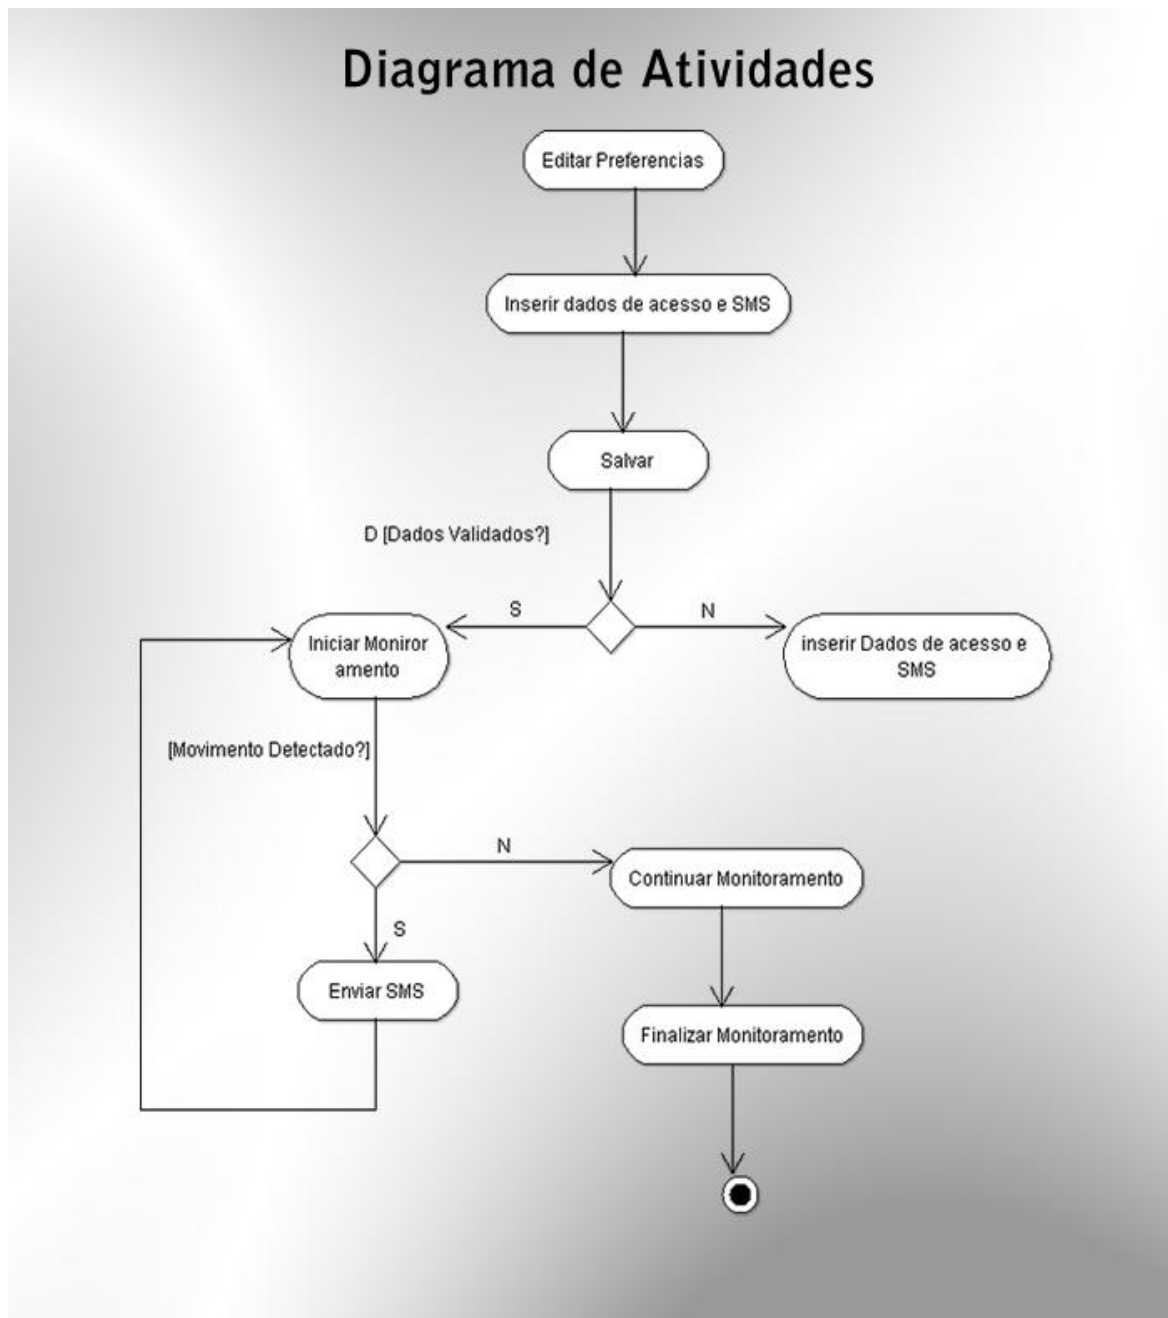 Diagrama de Atividades
Editar Preferencias
Inserir dados de acesso e SMS
Salvar
D [Dados Validados?]
S
N
Iniciar Moniror
amento
inserir Dados de acesso e
SMS
[Movimento Detectado?]
N
Continuar Monitoramento
S
Enviar SMS
Finalizar Monitoramento